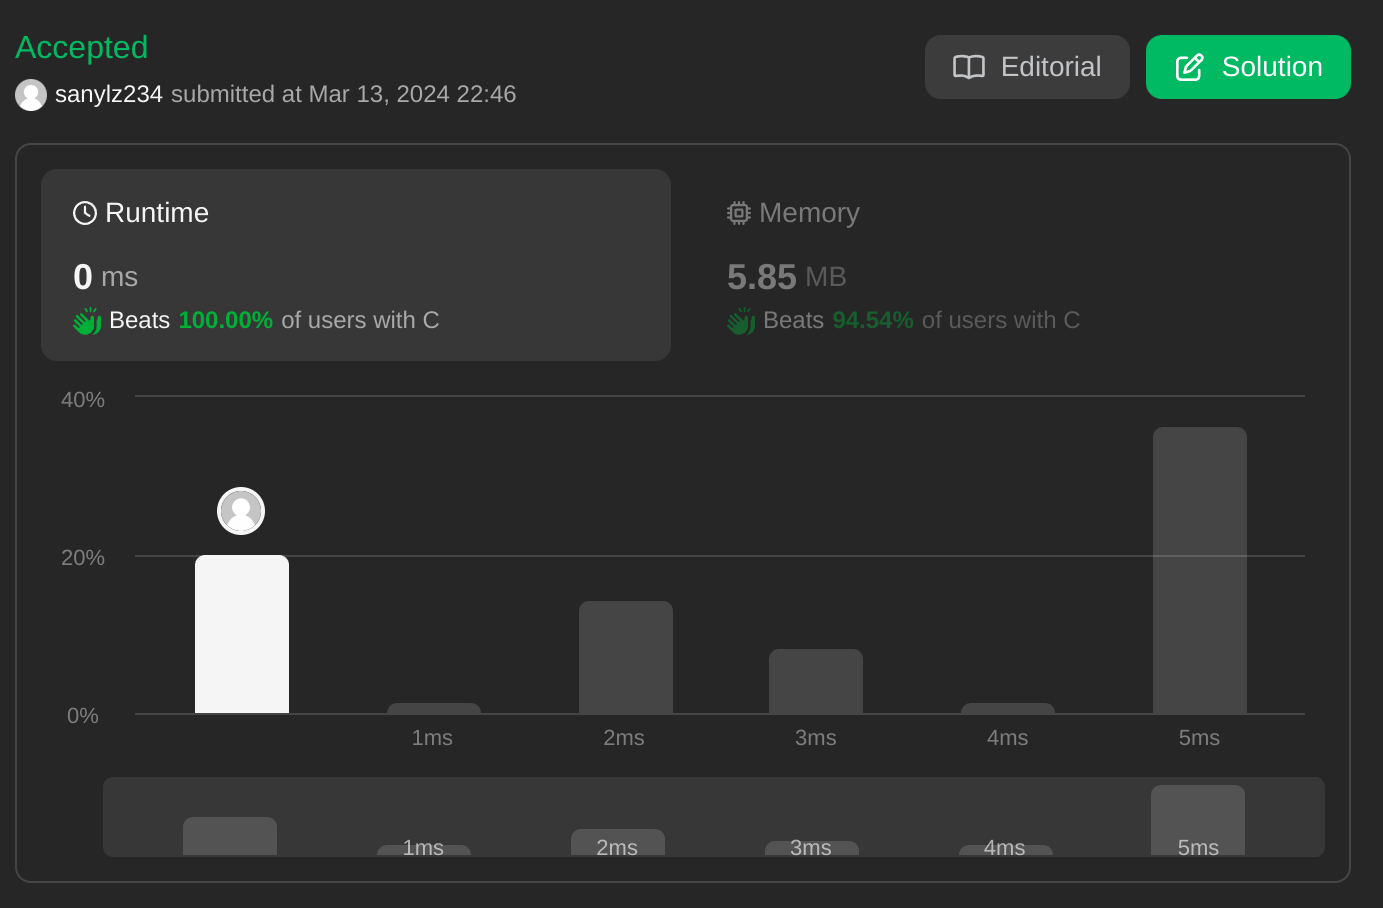 Accepted
sanylz234 submitted at Mar 13, 2024 22:46
Editorial
Solution
Runtime
0 ms
Beats 100.00% of users with C
Memory
5.85 MB
Beats 94.54% of users with C
40%
20%
0%
1ms 2ms 3ms 4ms 5ms
1ms 2ms 3ms 4ms 5ms